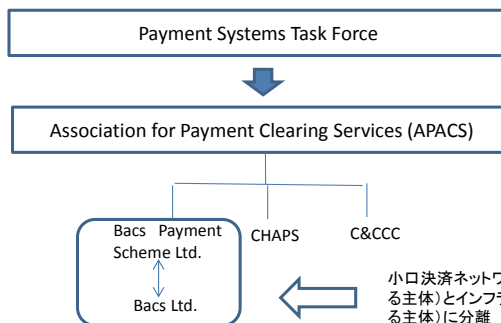 Payment Systems Task Force
Association for Payment Clearing Services (APACS)
Bacs Payment
Scheme Ltd.
CHAPS
C&CCC
Bacs Ltd.
小口決済ネットワ
る主体)とインフラ
る主体)に分離